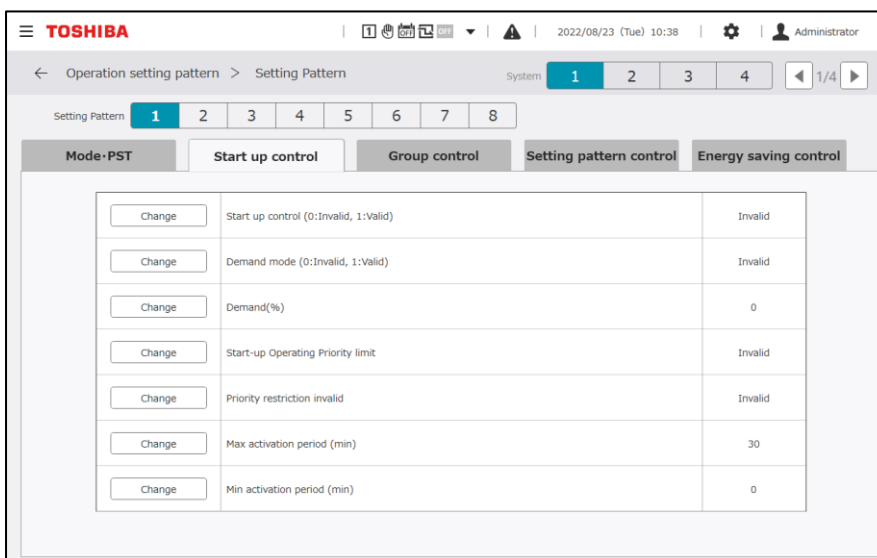 TOSHIBA 1 OFF OFF 2022/08/23 (Tue) 10:38 Administrator
← Operation setting pattern > Setting Pattern System 1 2 3 4 1/4
Setting Pattern 1 2 3 4 5 6 7 8
Mode·PST Start up control Group control Setting pattern control Energy saving control
Change Start up control (0:Invalid, 1:Valid) Invalid
Change Demand mode (0:Invalid, 1:Valid) Invalid
Change Demand(%) 0
Change Start-up Operating Priority limit Invalid
Change Priority restriction invalid Invalid
Change Max activation period (min) 30
Change Min activation period (min) 0